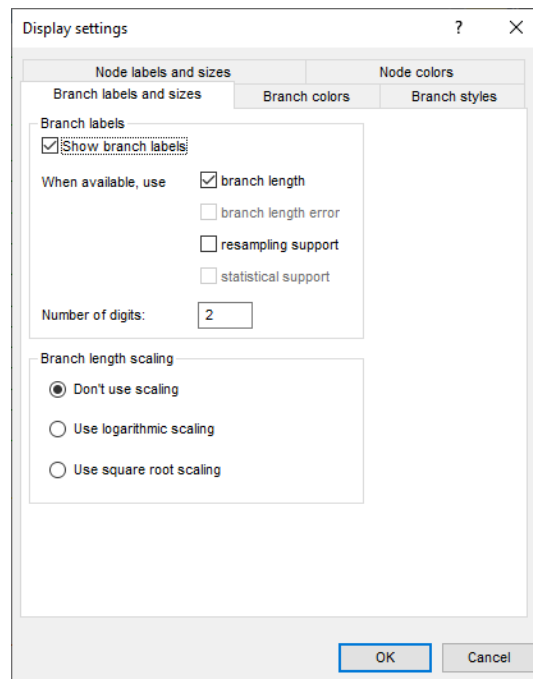 Display settings ?
Node labels and sizes Node colors
Branch labels and sizes Branch colors Branch styles
Branch labels
Show branch labels
When available, use branch length
branch length error
resampling support
statistical support
Number of digits: 2
Branch length scaling
Don't use scaling
Use logarithmic scaling
Use square root scaling
OK Cancel